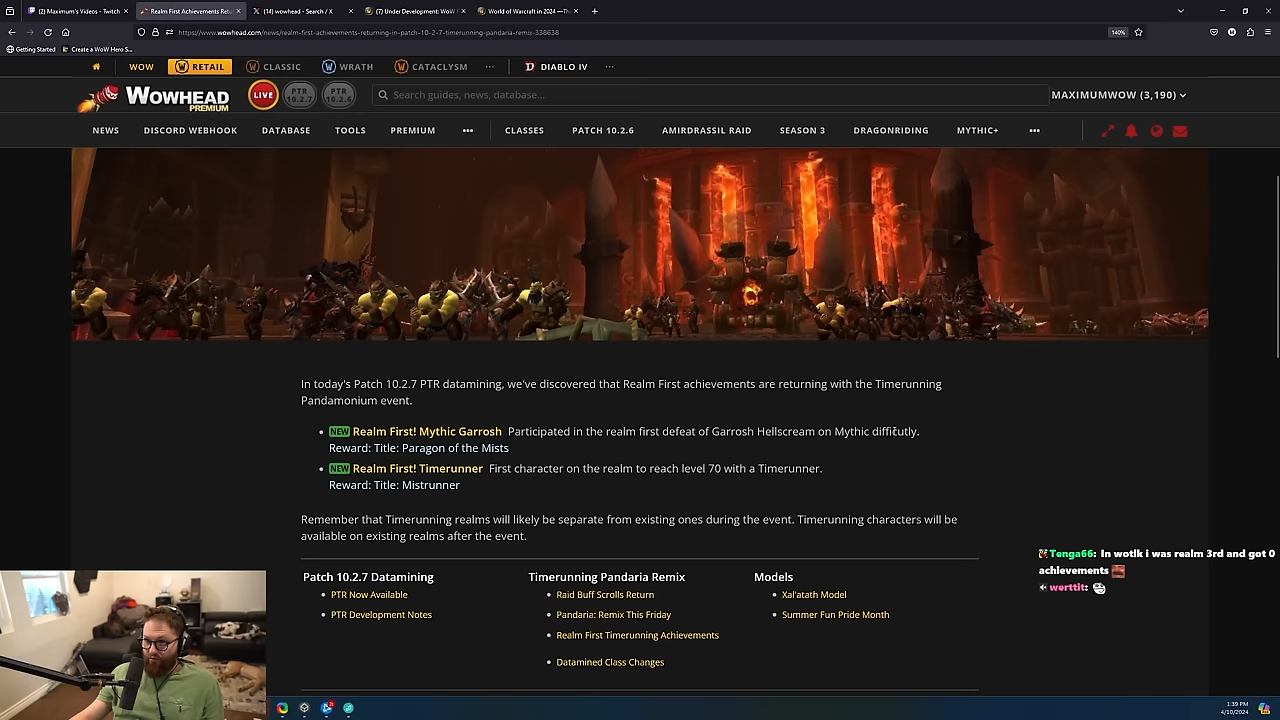 (2) Maximum's Videos - Twitch
Realm First Achievements Retu
(14) wowhead - Search / X
(7) Under Development: WoW
World of Warcraft in 2024 —The
https://www.wowhead.com/news/realm-first-achievements-returning-in-patch-10-2-7-timerunning-pandaria-remix-338638
140%
Getting Started
Create a WoW Hero S...
WOW
RETAIL
CLASSIC
WRATH
CATACLYSM
DIABLO IV
WOWHEAD
PREMIUM
LIVE
PTR
10.2.7
PTR
10.2.6
Search guides, news, database...
MAXIMUMWOW (3,190)
NEWS
DISCORD WEBHOOK
DATABASE
TOOLS
PREMIUM
CLASSES
PATCH 10.2.6
AMIRDRASSIL RAID
SEASON 3
DRAGONRIDING
MYTHIC+
In today's Patch 10.2.7 PTR datamining, we've discovered that Realm First achievements are returning with the Timerunning
Pandamonium event.
NEW Realm First! Mythic Garrosh Participated in the realm first defeat of Garrosh Hellscream on Mythic difficutly.
Reward: Title: Paragon of the Mists
NEW Realm First! Timerunner First character on the realm to reach level 70 with a Timerunner.
Reward: Title: Mistrunner
Remember that Timerunning realms will likely be separate from existing ones during the event. Timerunning characters will be
available on existing realms after the event.
Patch 10.2.7 Datamining
PTR Now Available
PTR Development Notes
Timerunning Pandaria Remix
Raid Buff Scrolls Return
Pandaria: Remix This Friday
Realm First Timerunning Achievements
Datamined Class Changes
Models
Xal'atath Model
Summer Fun Pride Month
Tenga66: In wotlk i was realm 3rd and got 0
achievements
werttit:
1:39 PM
4/10/2024